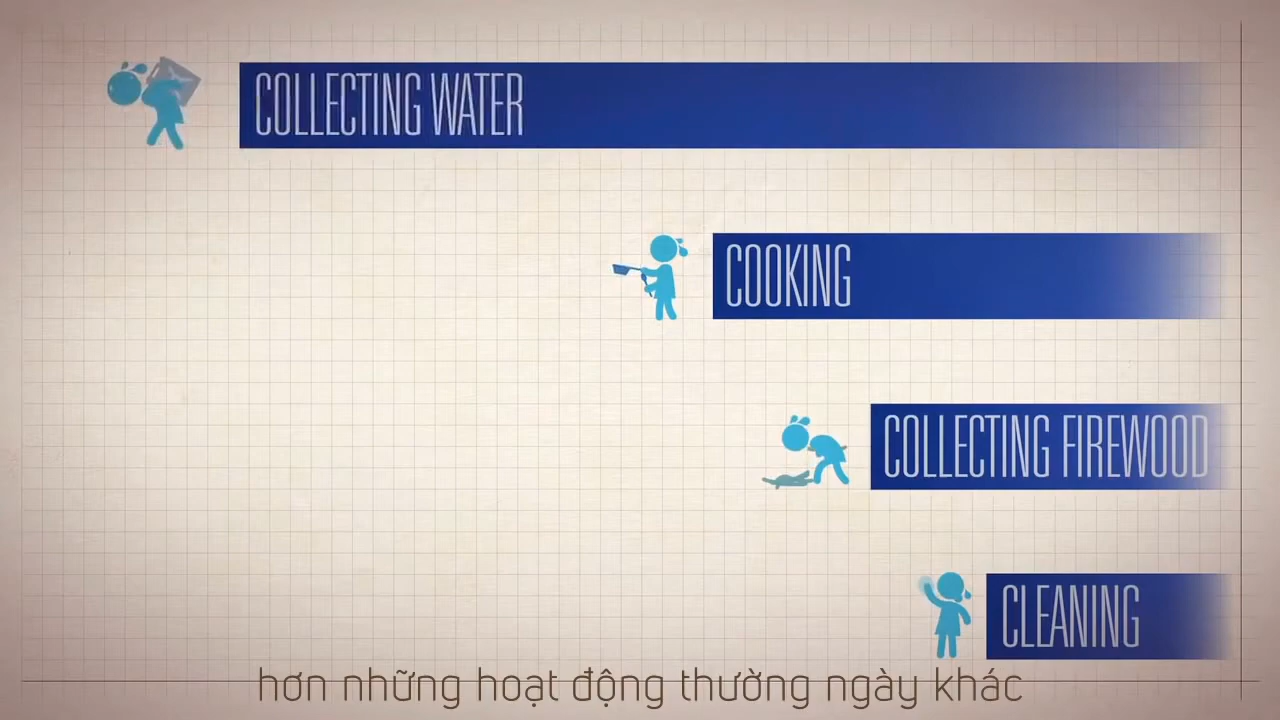 COLLECTING WATER
COOKING
COLLECTING FIREWOOD
CLEANING
hơn những hoạt động thường ngày khác